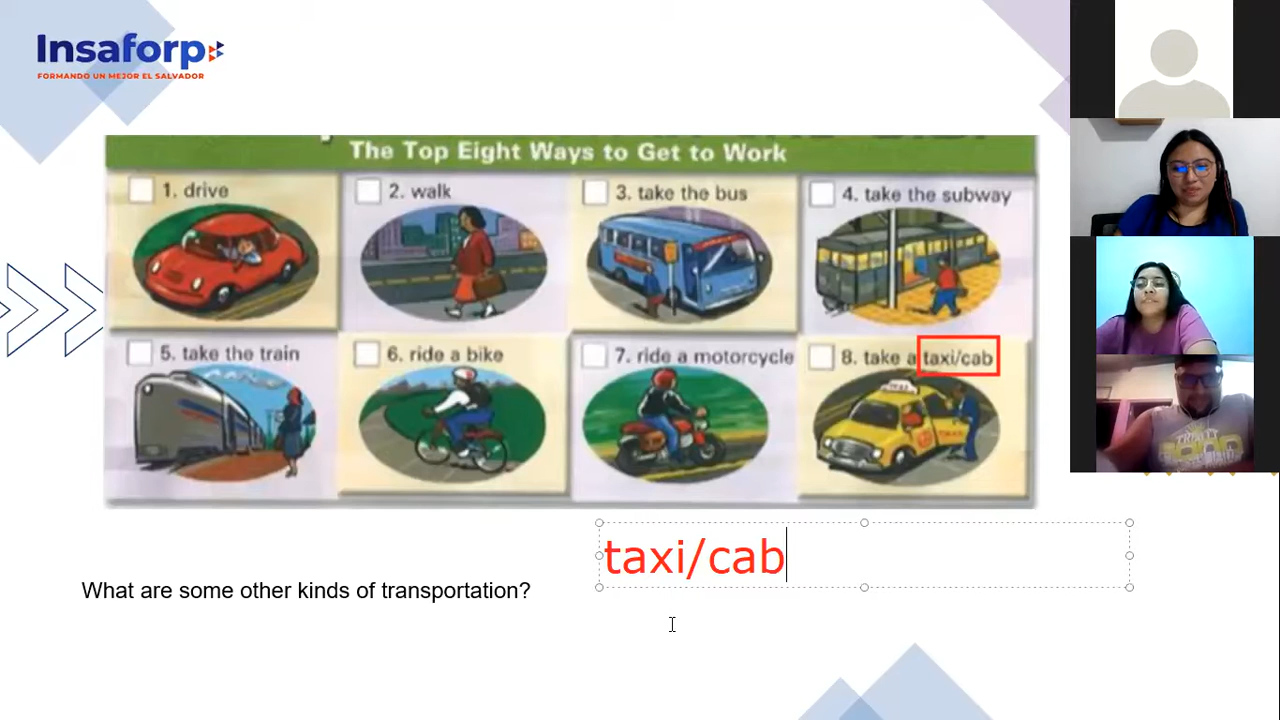 Insaforp
FORMANDO UN MEJOR EL SALVADOR
The Top Eight Ways to Get to Work
1. drive
2. walk
3. take the bus
4. take the subway
5. take the train
6. ride a bike
7. ride a motorcycle
8. take a taxi/cab
TAXI
taxi/cab
What are some other kinds of transportation?